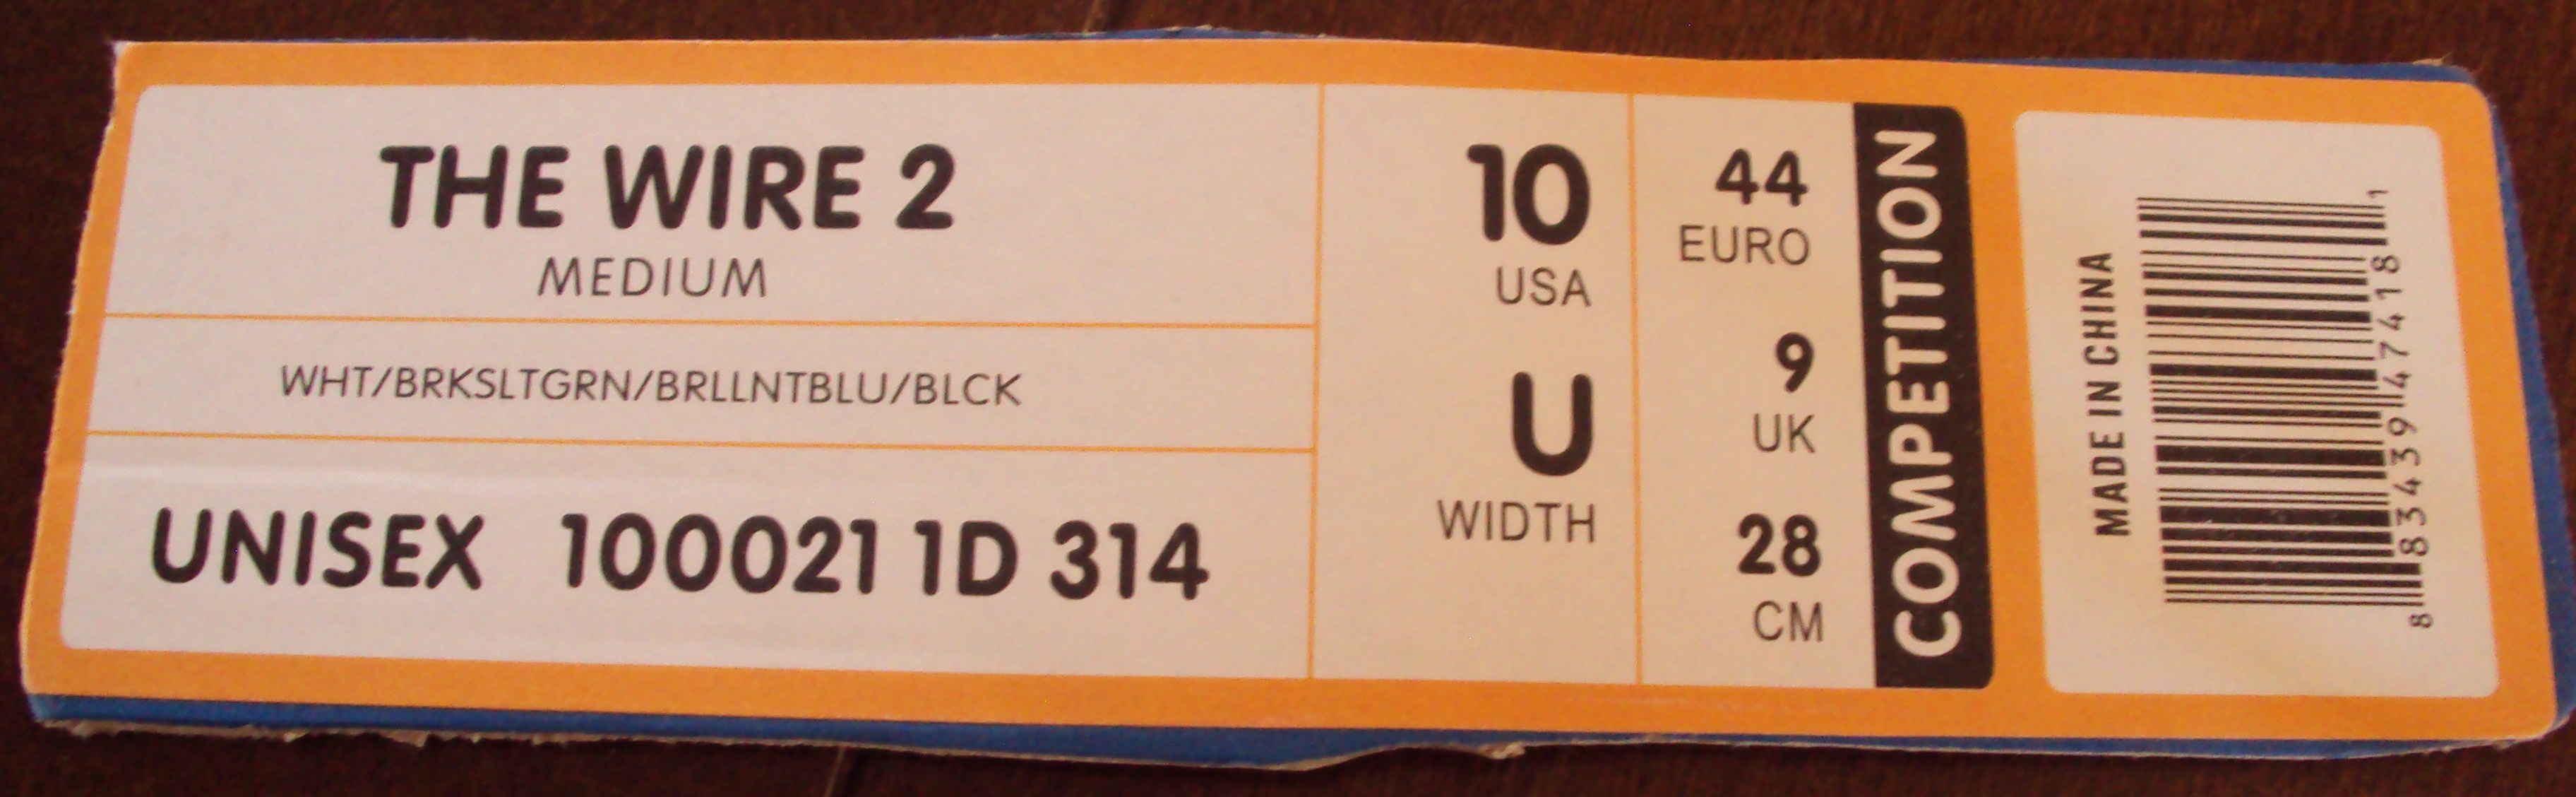 THE WIRE 2
MEDIUM
WHT/BRKSLTGRN/BRLLNTBLU/BLCK
UNISEX 100021 1D 314
10
USA
U
WIDTH
44
EURO
9
UK
28
CM
COMPETITION
MADE IN CHINA
8 83439 47418 1